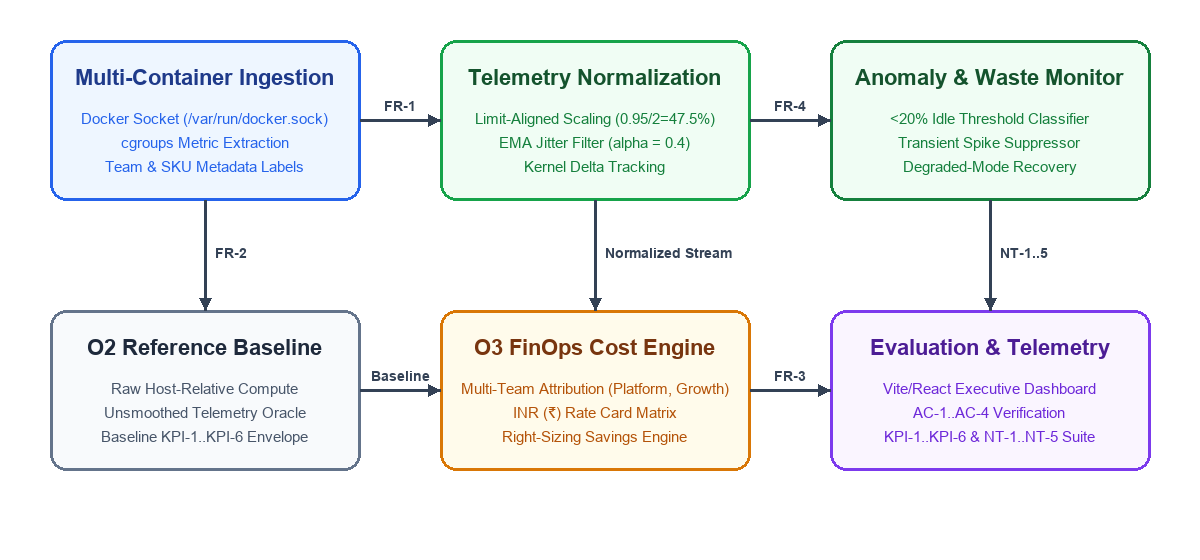 Multi-Container Ingestion
Docker Socket (/var/run/docker.sock)
cgroups Metric Extraction
Team & SKU Metadata Labels
FR-1
Telemetry Normalization
Limit-Aligned Scaling (0.95/2=47.5%)
EMA Jitter Filter (alpha = 0.4)
Kernel Delta Tracking
FR-4
Anomaly & Waste Monitor
<20% Idle Threshold Classifier
Transient Spike Suppressor
Degraded-Mode Recovery
FR-2
Normalized Stream
NT-1..5
O2 Reference Baseline
Raw Host-Relative Compute
Unsmoothed Telemetry Oracle
Baseline KPI-1..KPI-6 Envelope
Baseline
O3 FinOps Cost Engine
Multi-Team Attribution (Platform, Growth)
INR (₹) Rate Card Matrix
Right-Sizing Savings Engine
FR-3
Evaluation & Telemetry
Vite/React Executive Dashboard
AC-1..AC-4 Verification
KPI-1..KPI-6 & NT-1..NT-5 Suite